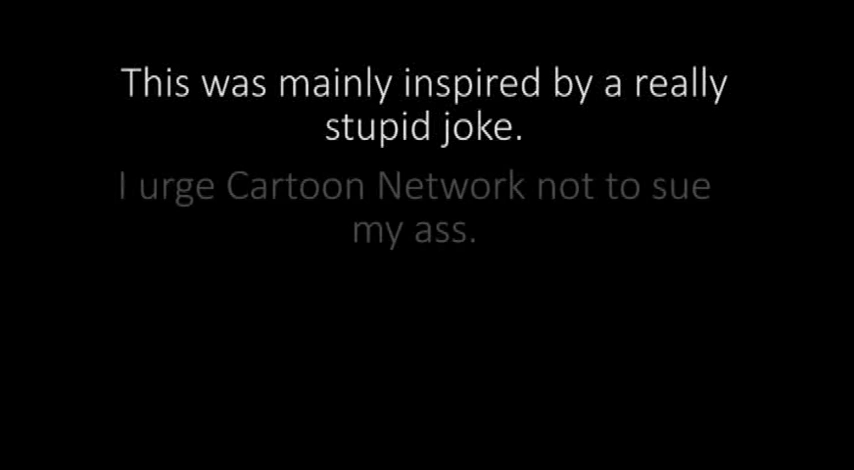 This was mainly inspired by a really
stupid joke.
I urge Cartoon Network not to sue
my ass.